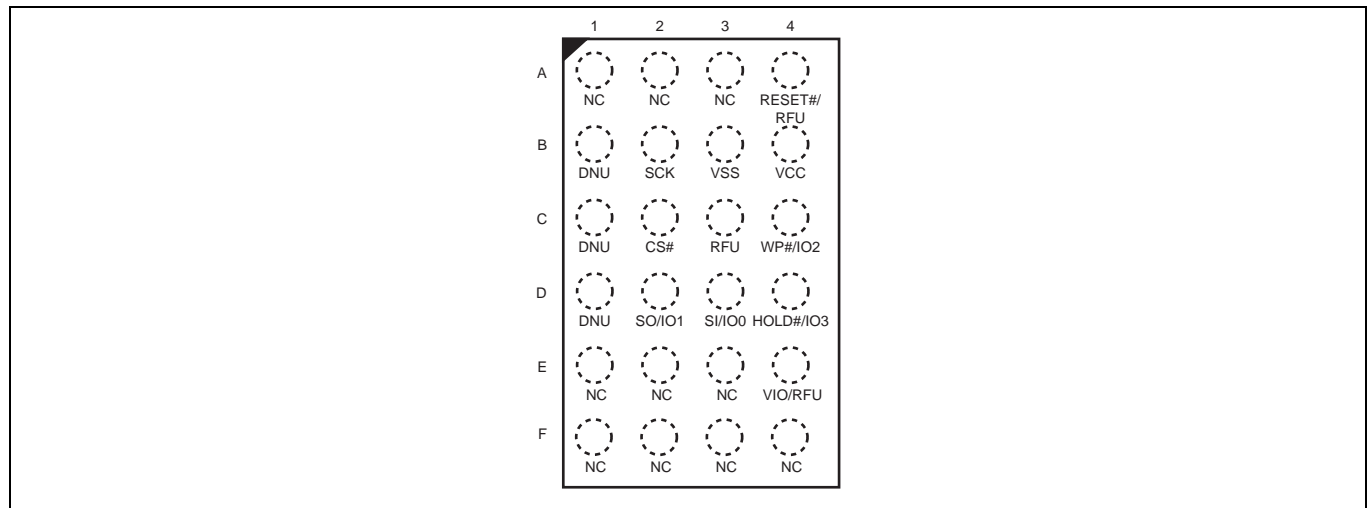 1 2 3 4
A
NC NC NC RESET#/
RFU
B
DNU SCK VSS VCC
C
DNU CS# RFU WP#/IO2
D
DNU SO/IO1 SI/IO0 HOLD#/IO3
E
NC NC NC VIO/RFU
F
NC NC NC NC